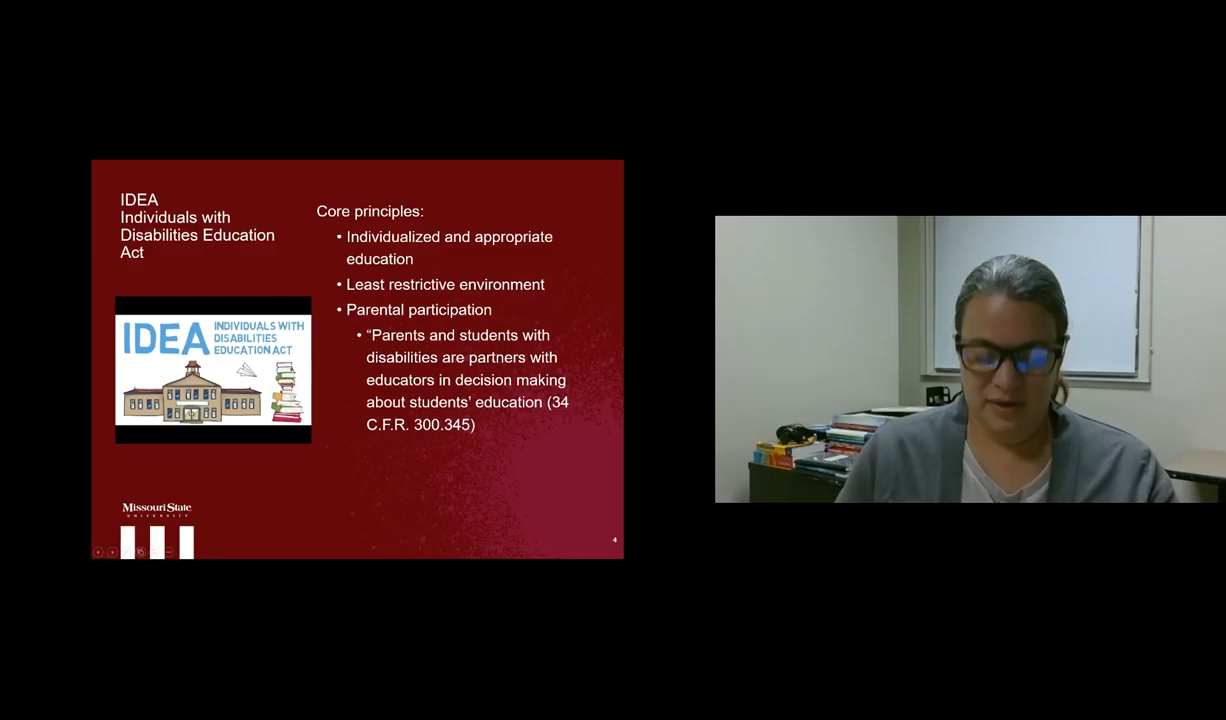 IDEA
Individuals with
Disabilities Education
Act
Core principles:
• Individualized and appropriate
education
• Least restrictive environment
• Parental participation
• “Parents and students with
disabilities are partners with
educators in decision making
about students’ education (34
C.F.R. 300.345)
IDEA
INDIVIDUALS WITH
DISABILITIES
EDUCATION ACT
Missouri State
UNIVERSITY
4